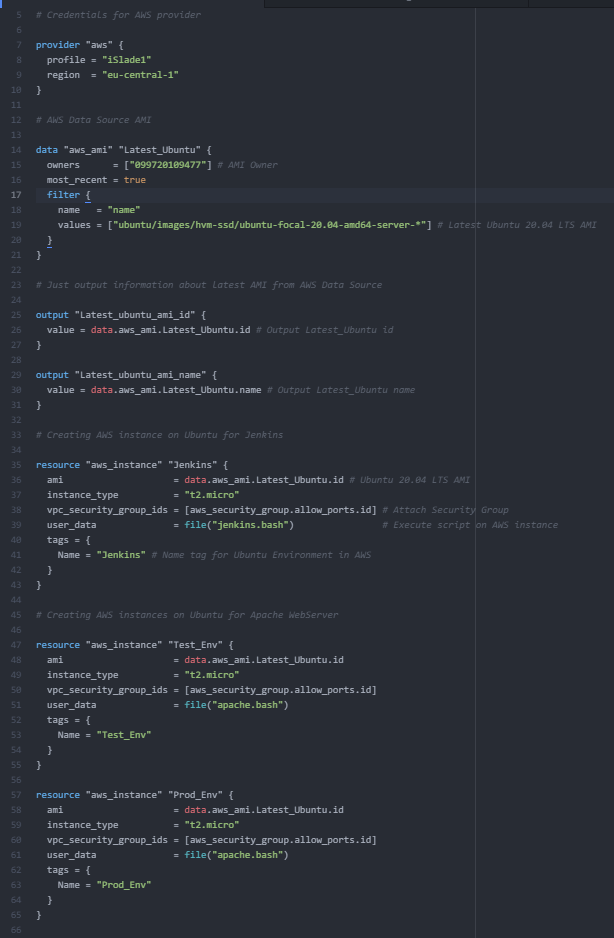 5 # Credentials for AWS provider
6
7 provider "aws" {
8   profile = "iSlade1"
9   region  = "eu-central-1"
10 }
11
12 # AWS Data Source AMI
13
14 data "aws_ami" "Latest_Ubuntu" {
15   owners      = ["099720109477"] # AMI Owner
16   most_recent = true
17   filter {
18     name   = "name"
19     values = ["ubuntu/images/hvm-ssd/ubuntu-focal-20.04-amd64-server-*"] # Latest Ubuntu 20.04 LTS AMI
20   }
21 }
22
23 # Just output information about latest AMI from AWS Data Source
24
25 output "Latest_ubuntu_ami_id" {
26   value = data.aws_ami.Latest_Ubuntu.id # Output Latest_Ubuntu id
27 }
28
29 output "Latest_ubuntu_ami_name" {
30   value = data.aws_ami.Latest_Ubuntu.name # Output Latest_Ubuntu name
31 }
32
33 # Creating AWS instance on Ubuntu for Jenkins
34
35 resource "aws_instance" "Jenkins" {
36   ami                    = data.aws_ami.Latest_Ubuntu.id # Ubuntu 20.04 LTS AMI
37   instance_type          = "t2.micro"
38   vpc_security_group_ids = [aws_security_group.allow_ports.id] # Attach Security Group
39   user_data              = file("jenkins.bash")                # Execute script on AWS instance
40   tags = {
41     Name = "Jenkins" # Name tag for Ubuntu Environment in AWS
42   }
43 }
44
45 # Creating AWS instances on Ubuntu for Apache WebServer
46
47 resource "aws_instance" "Test_Env" {
48   ami                    = data.aws_ami.Latest_Ubuntu.id
49   instance_type          = "t2.micro"
50   vpc_security_group_ids = [aws_security_group.allow_ports.id]
51   user_data              = file("apache.bash")
52   tags = {
53     Name = "Test_Env"
54   }
55 }
56
57 resource "aws_instance" "Prod_Env" {
58   ami                    = data.aws_ami.Latest_Ubuntu.id
59   instance_type          = "t2.micro"
60   vpc_security_group_ids = [aws_security_group.allow_ports.id]
61   user_data              = file("apache.bash")
62   tags = {
63     Name = "Prod_Env"
64   }
65 }
66